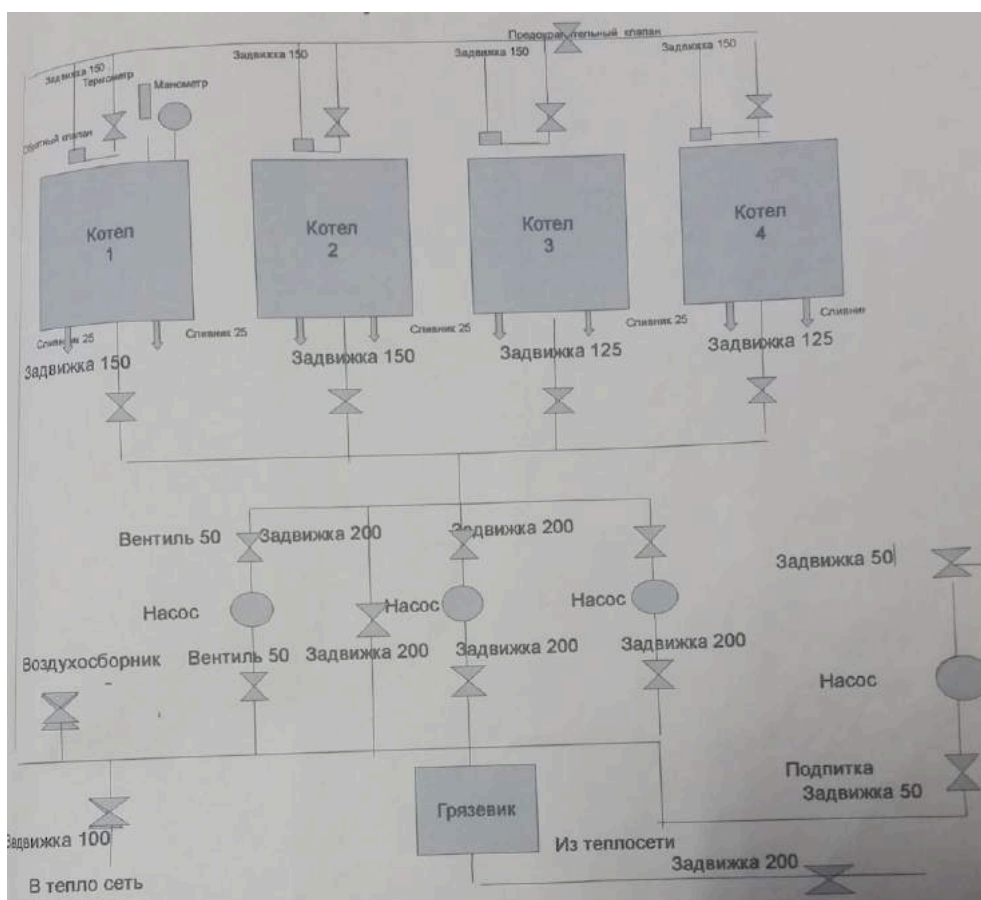 Предохранительный клапан
Задвижка 150
Задвижка 150
Задвижка 150
Задвижка 150
Термометр
Манометр
Обратный клапан
Котел
1
Котел
2
Котел
3
Котел
4
Сливник 25
Сливник 25
Сливник 25
Сливник 25
Сливник
Задвижка 150
Задвижка 150
Задвижка 125
Задвижка 125
Вентиль 50
Задвижка 200
Задвижка 200
Задвижка 50
Насос
Насос
Насос
Воздухосборник
Вентиль 50
Задвижка 200
Задвижка 200
Задвижка 200
Насос
Подпитка
Задвижка 50
Грязевик
Задвижка 100
Из теплосети
Задвижка 200
В тепло сеть